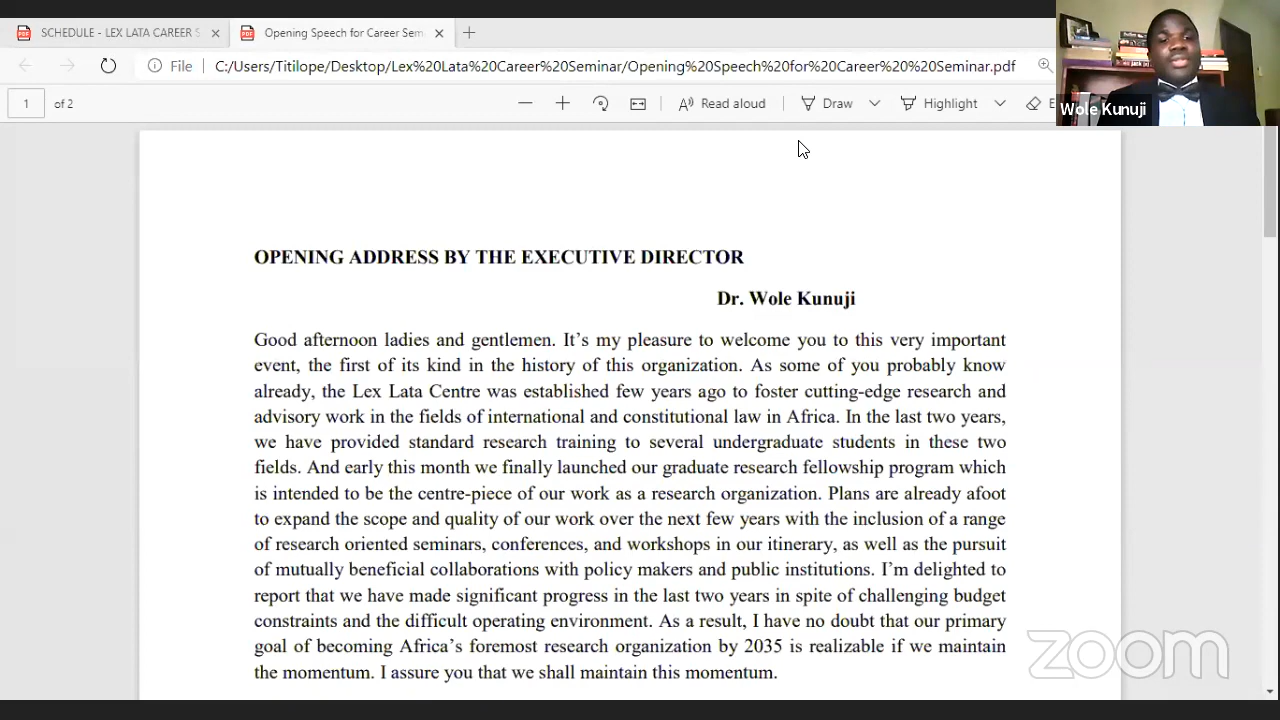 SCHEDULE - LEX LATA CAREER S
Opening Speech for Career Sem
File
C:/Users/Titilope/Desktop/Lex%20Lata%20Career%20Seminar/Opening%20Speech%20for%20Career%20%20Seminar.pdf
1 of 2
Read aloud
Draw
Highlight
E
Wole Kunuji
OPENING ADDRESS BY THE EXECUTIVE DIRECTOR
Dr. Wole Kunuji
Good afternoon ladies and gentlemen. It's my pleasure to welcome you to this very important
event, the first of its kind in the history of this organization. As some of you probably know
already, the Lex Lata Centre was established few years ago to foster cutting-edge research and
advisory work in the fields of international and constitutional law in Africa. In the last two years,
we have provided standard research training to several undergraduate students in these two
fields. And early this month we finally launched our graduate research fellowship program which
is intended to be the centre-piece of our work as a research organization. Plans are already afoot
to expand the scope and quality of our work over the next few years with the inclusion of a range
of research oriented seminars, conferences, and workshops in our itinerary, as well as the pursuit
of mutually beneficial collaborations with policy makers and public institutions. I'm delighted to
report that we have made significant progress in the last two years in spite of challenging budget
constraints and the difficult operating environment. As a result, I have no doubt that our primary
goal of becoming Africa's foremost research organization by 2035 is realizable if we maintain
the momentum. I assure you that we shall maintain this momentum.
zoom